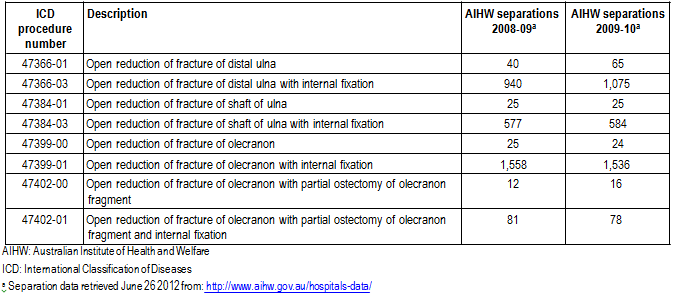 ICD procedure number Description AIHW separations 2008-09a AIHW separations 2009-10a
47366-01 Open reduction of fracture of distal ulna 40 65
47366-03 Open reduction of fracture of distal ulna with internal fixation 940 1,075
47384-01 Open reduction of fracture of shaft of ulna 25 25
47384-03 Open reduction of fracture of shaft of ulna with internal fixation 577 584
47399-00 Open reduction of fracture of olecranon 25 24
47399-01 Open reduction of fracture of olecranon with internal fixation 1,558 1,536
47402-00 Open reduction of fracture of olecranon with partial ostectomy of olecranon 12 16
fragment
47402-01 Open reduction of fracture of olecranon with partial ostectomy of olecranon 81 78
fragment and internal fixation
AIHW: Australian Institute of Health and Welfare
ICD: International Classification of Diseases
a Separation data retrieved June 26 2012 from: http://www.aihw.gov.au/hospitals-data/